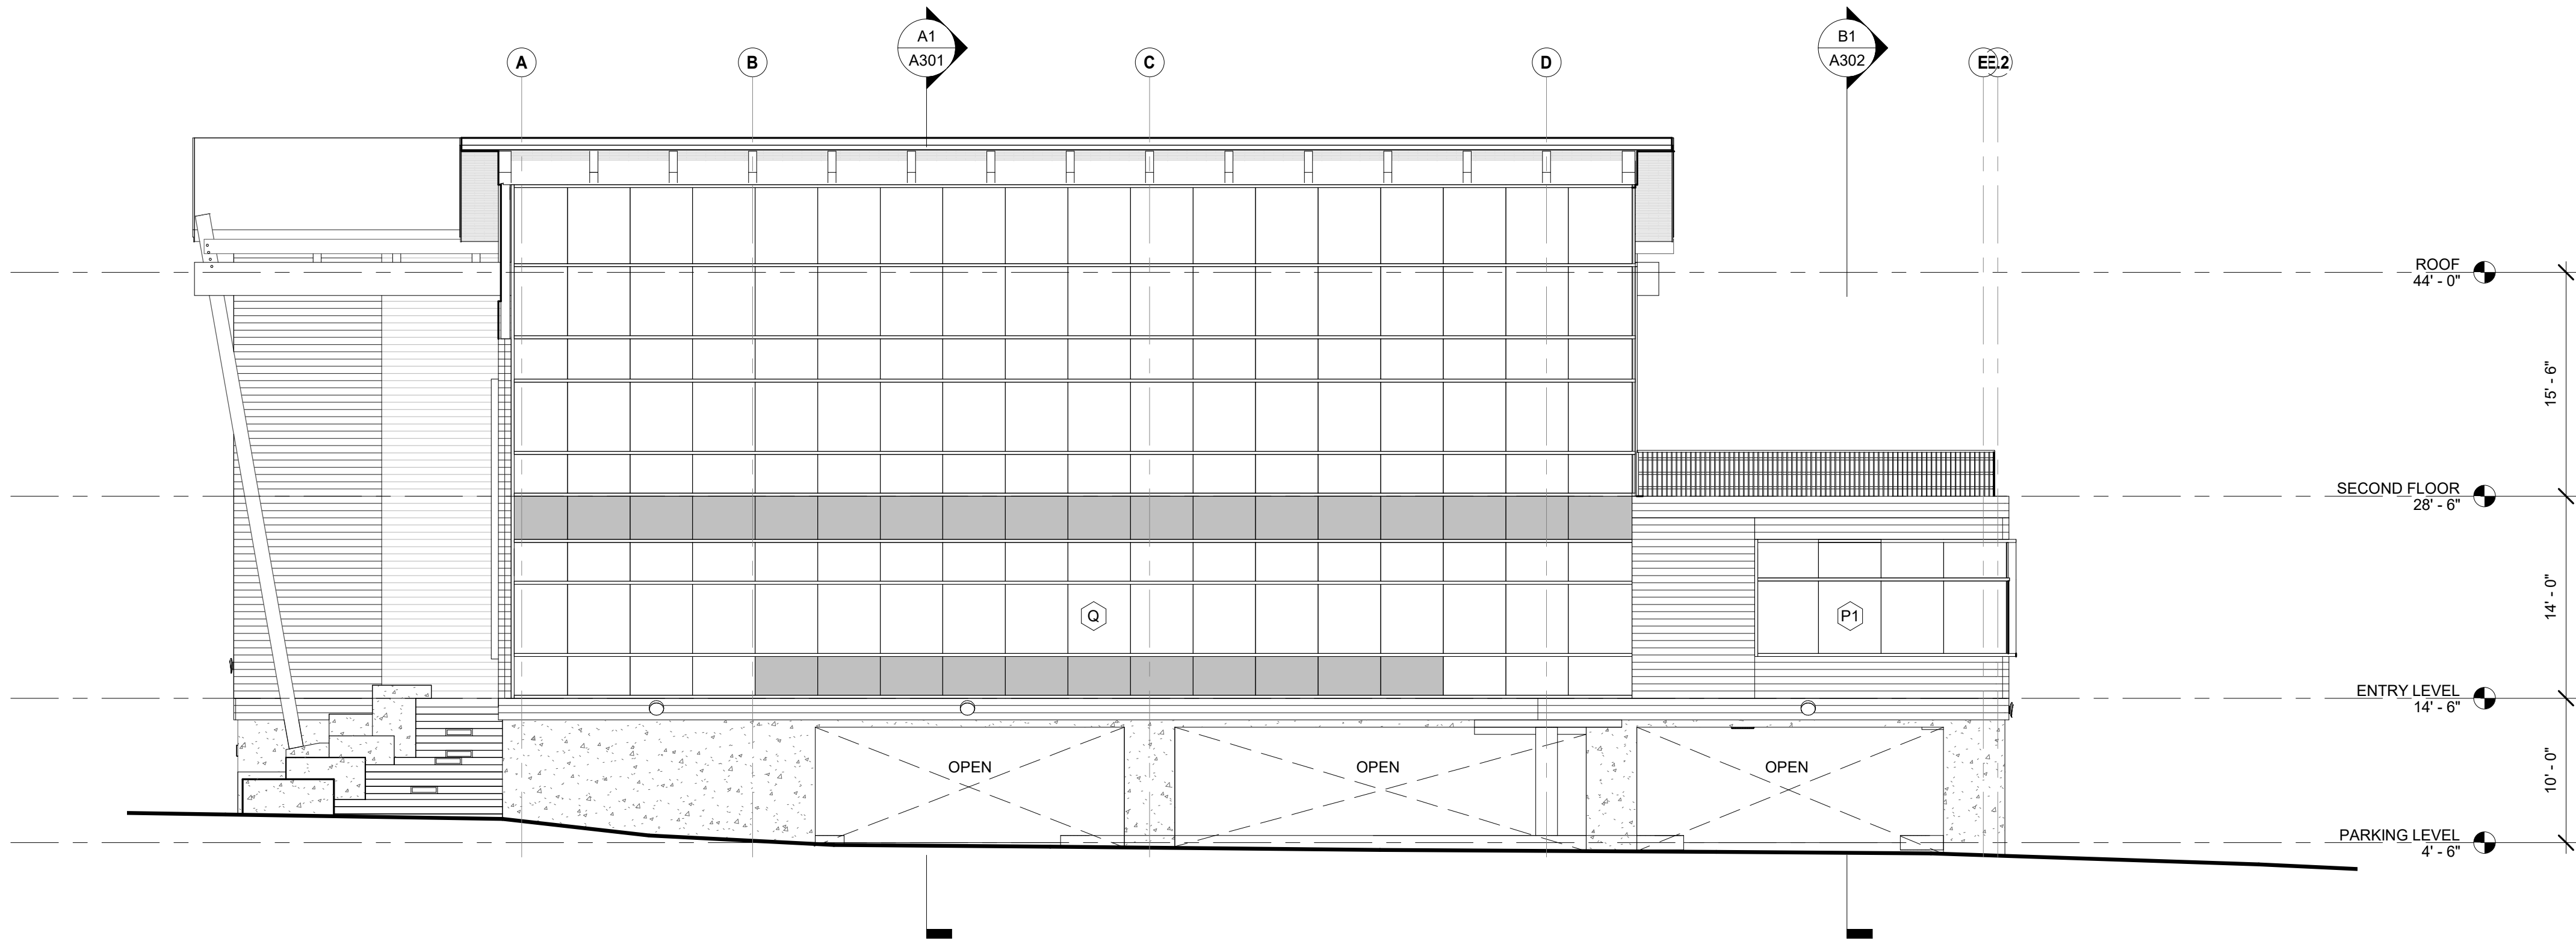 A1
A301
B1
A302
A
B
C
D
E
E.2
ROOF
44' - 0"
15' - 6"
SECOND FLOOR
28' - 6"
14' - 0"
Q
P1
ENTRY LEVEL
14' - 6"
OPEN
OPEN
OPEN
10' - 0"
PARKING LEVEL
4' - 6"